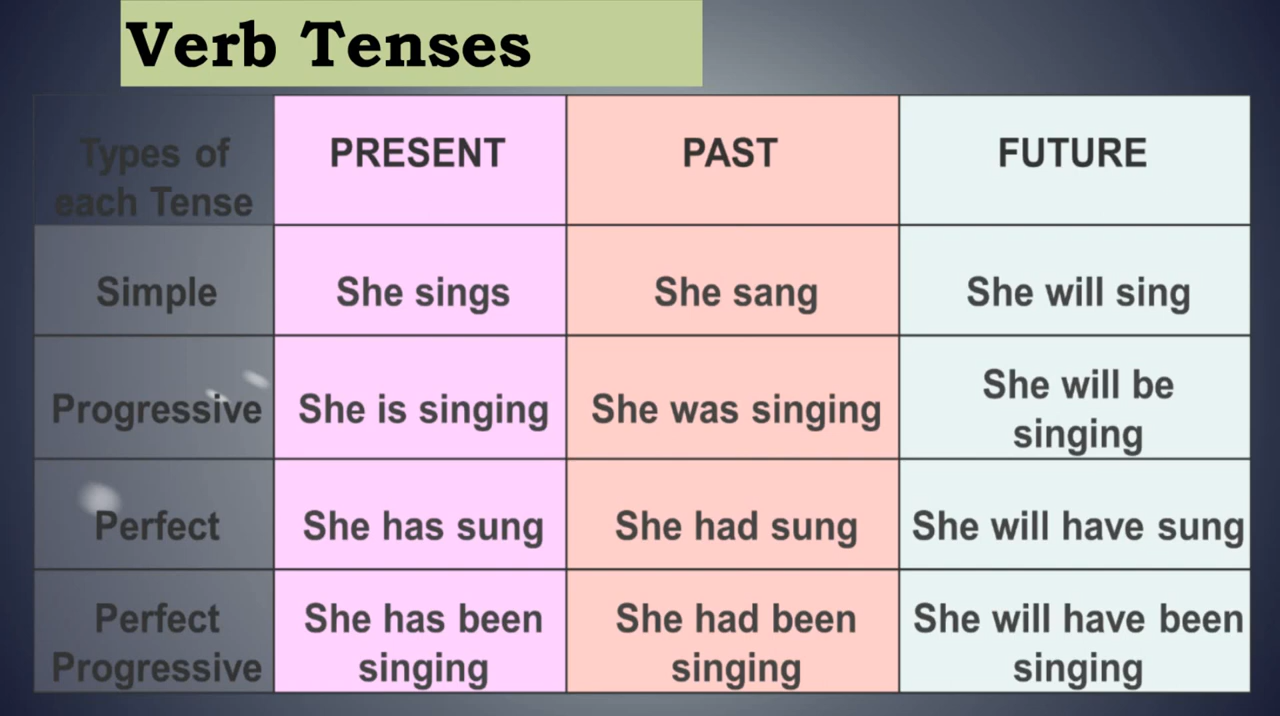 Verb Tenses
Types of
each Tense
PRESENT
PAST
FUTURE
Simple
She sings
She sang
She will sing
Progressive
She is singing
She was singing
She will be
singing
Perfect
She has sung
She had sung
She will have sung
Perfect
Progressive
She has been
singing
She had been
singing
She will have been
singing